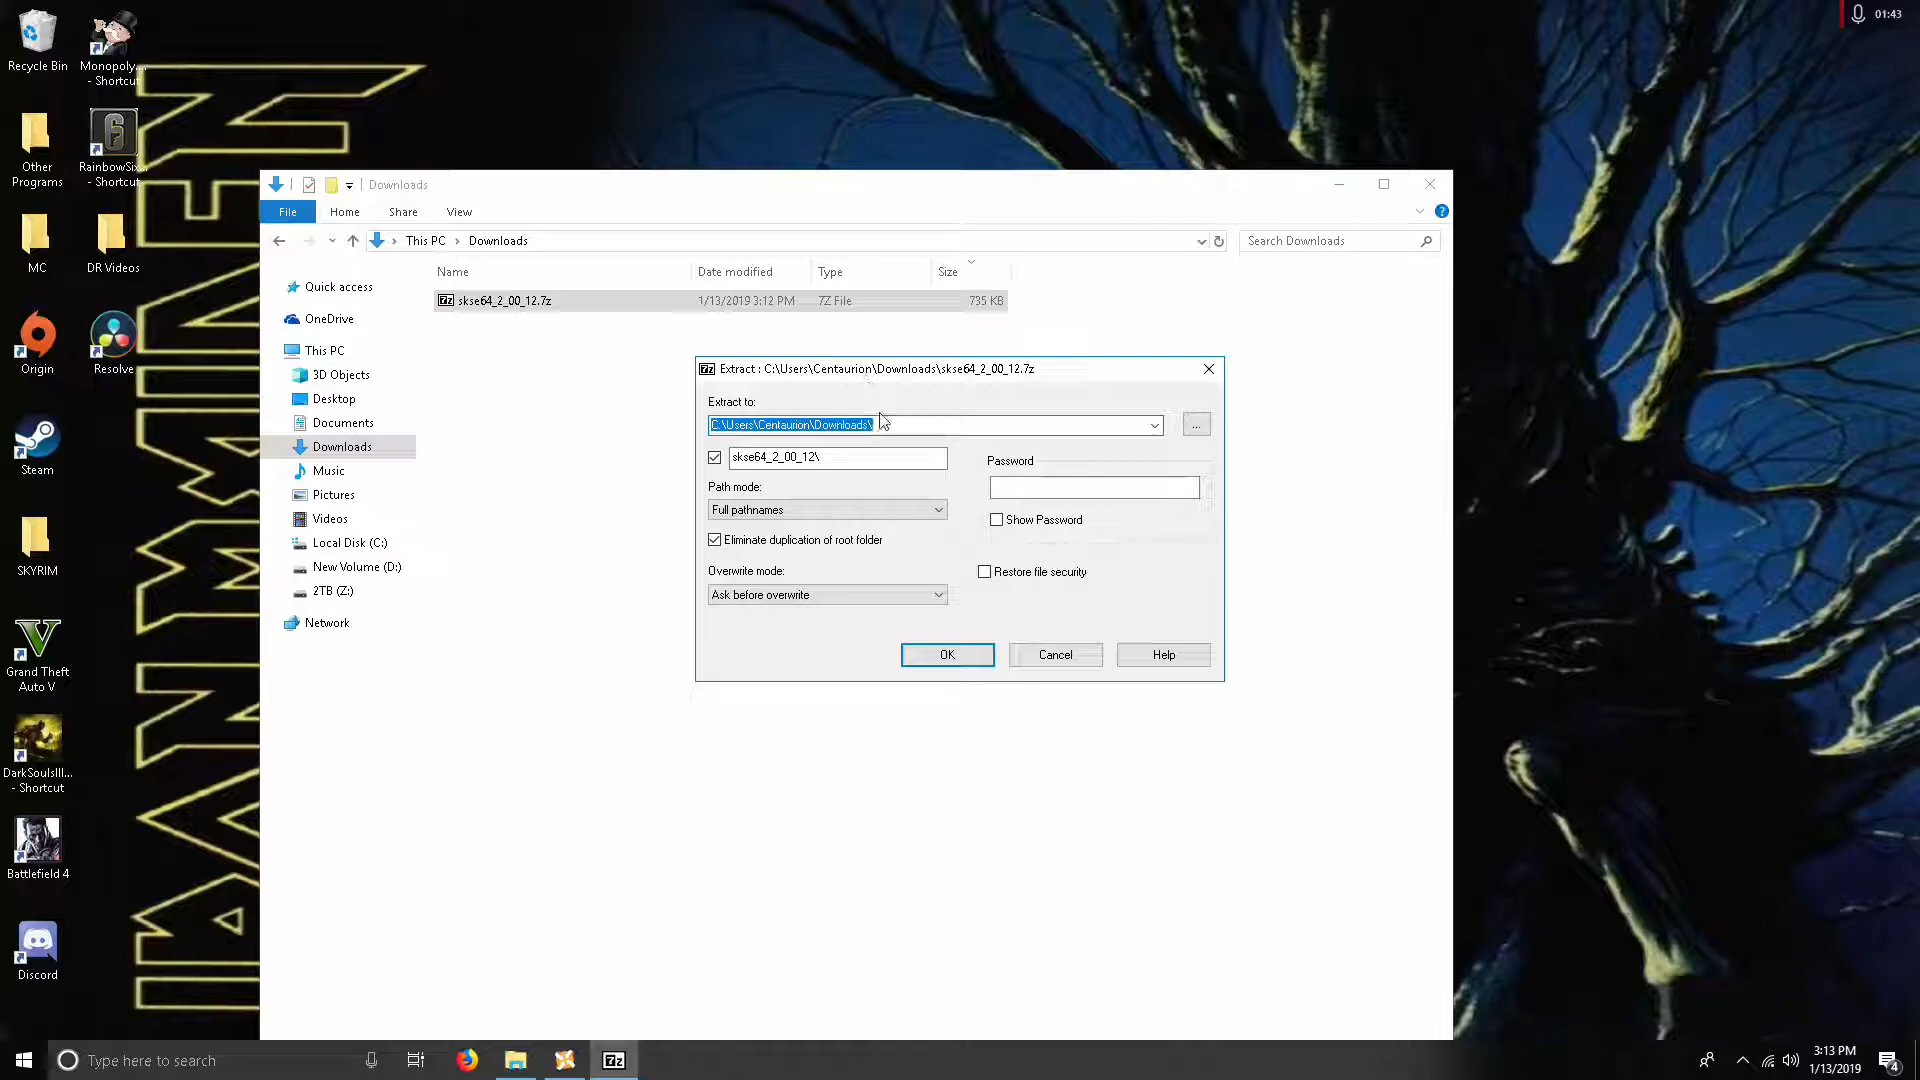 01:43
Recycle Bin
Monopoly...
- Shortcut
Other
Programs
RainbowSix...
- Shortcut
MC
DR Videos
Origin
Resolve
Steam
SKYRIM
Grand Theft
Auto V
DarkSoulsIII...
- Shortcut
Battlefield 4
Discord
IRON MAIDEN
Downloads
File
Home
Share
View
This PC
Downloads
Search Downloads
Name
Date modified
Type
Size
7z skse64_2_00_12.7z
1/13/2019 3:12 PM
7Z File
735 KB
Quick access
OneDrive
This PC
3D Objects
Desktop
Documents
Downloads
Music
Pictures
Videos
Local Disk (C:)
New Volume (D:)
2TB (Z:)
Network
7z Extract : C:\Users\Centaurion\Downloads\skse64_2_00_12.7z
Extract to:
C:\Users\Centaurion\Downloads\
...
skse64_2_00_12\
Password
Path mode:
Full pathnames
Show Password
Eliminate duplication of root folder
Overwrite mode:
Restore file security
Ask before overwrite
OK
Cancel
Help
Type here to search
7z
3:13 PM
1/13/2019
4